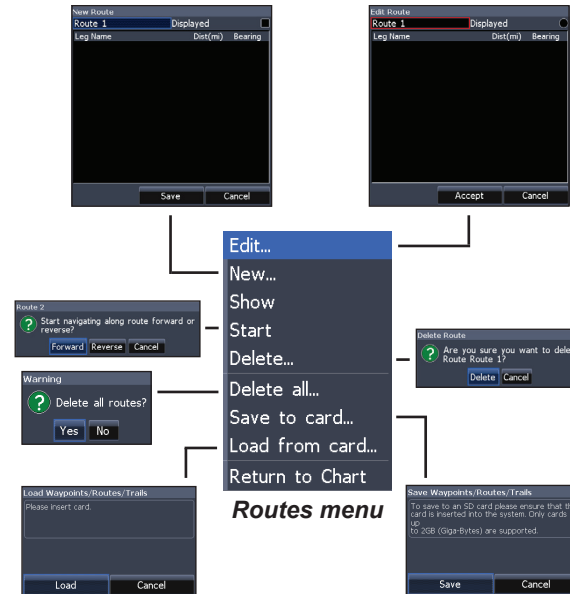 New Route
Route 1 Displayed
Leg Name Dist(mi) Bearing
Save Cancel
Edit Route
Route 1 Displayed
Leg Name Dist(mi) Bearing
Accept Cancel
Edit...
New...
Show
Start
Delete...
Delete all...
Save to card...
Load from card...
Return to Chart
Routes menu
Route 2
? Start navigating along route forward or
reverse?
Forward Reverse Cancel
Delete Route
? Are you sure you want to dele
Route Route 1?
Delete Cancel
Warning
? Delete all routes?
Yes No
Load Waypoints/Routes/Trails
Please insert card.
Load Cancel
Save Waypoints/Routes/Trails
To save to an SD card please ensure that th
card is inserted into the system. Only cards
up
to 2GB (Giga-Bytes) are supported.
Save Cancel